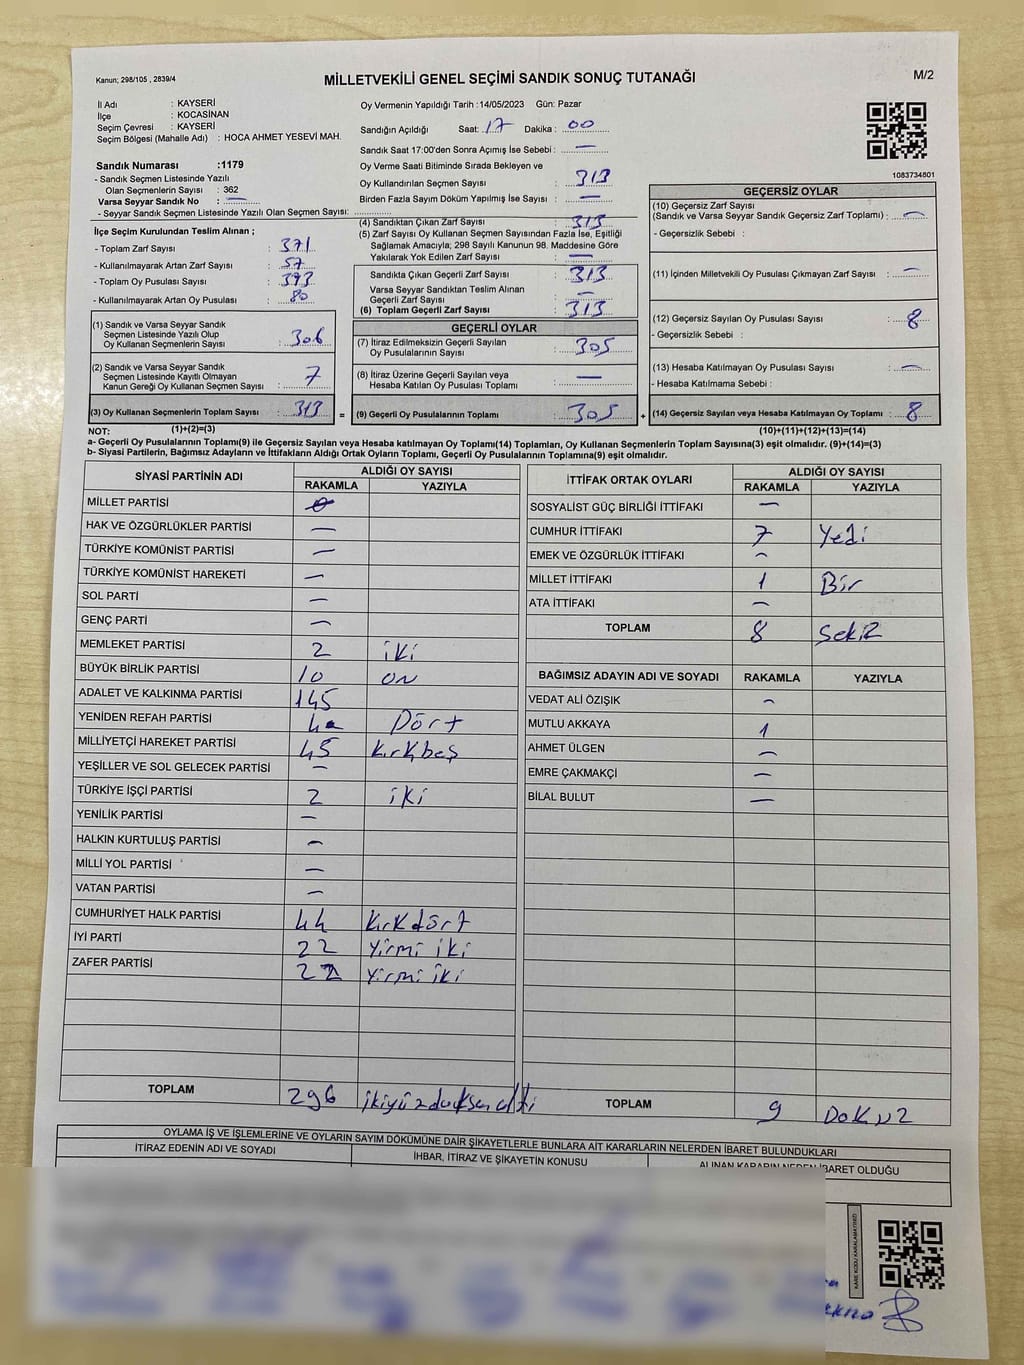 Kanun; 298/105 , 2839/4
MİLLETVEKİLİ GENEL SEÇİMİ SANDIK SONUÇ TUTANAĞI
M/2
İl Adı : KAYSERİ
İlçe : KOCASİNAN
Seçim Çevresi : KAYSERİ
Seçim Bölgesi (Mahalle Adı) : HOCA AHMET YESEVİ MAH.
Sandık Numarası :1179
- Sandık Seçmen Listesinde Yazılı
Olan Seçmenlerin Sayısı : 362
Varsa Seyyar Sandık No : —
- Seyyar Sandık Seçmen Listesinde Yazılı Olan Seçmen Sayısı:
Oy Vermenin Yapıldığı Tarih :14/05/2023 Gün: Pazar
Sandığın Açıldığı Saat: 17 Dakika : 00
Sandık Saat 17:00'den Sonra Açımış İse Sebebi : —
Oy Verme Saati Bitiminde Sırada Bekleyen ve
Oy Kullandırılan Seçmen Sayısı : 313
Birden Fazla Sayım Döküm Yapılmış İse Sayısı : —
1083734601
İlçe Seçim Kurulundan Teslim Alınan ;
- Toplam Zarf Sayısı : 371
- Kullanılmayarak Artan Zarf Sayısı : 57
- Toplam Oy Pusulası Sayısı : 393
- Kullanılmayarak Artan Oy Pusulası : 80
(1) Sandık ve Varsa Seyyar Sandık
Seçmen Listesinde Yazılı Olup
Oy Kullanan Seçmenlerin Sayısı : 306
(2) Sandık ve Varsa Seyyar Sandık
Seçmen Listesinde Kayıtlı Olmayan
Kanun Gereği Oy Kullanan Seçmen Sayısı : 7
(3) Oy Kullanan Seçmenlerin Toplam Sayısı : 313 =
(1)+(2)=(3)
(4) Sandıktan Çıkan Zarf Sayısı : 313
(5) Zarf Sayısı Oy Kullanan Seçmen Sayısından Fazla İse, Eşitliği
Sağlamak Amacıyla; 298 Sayılı Kanunun 98. Maddesine Göre
Yakılarak Yok Edilen Zarf Sayısı : —
Sandıkta Çıkan Geçerli Zarf Sayısı : 313
Varsa Seyyar Sandıktan Teslim Alınan
Geçerli Zarf Sayısı : —
(6) Toplam Geçerli Zarf Sayısı : 313
GEÇERLİ OYLAR
(7) İtiraz Edilmeksizin Geçerli Sayılan
Oy Pusulalarının Sayısı : 305
(8) İtiraz Üzerine Geçerli Sayılan veya
Hesaba Katılan Oy Pusulası Toplamı : —
(9) Geçerli Oy Pusulalarının Toplamı : 305 +
GEÇERSİZ OYLAR
(10) Geçersiz Zarf Sayısı
(Sandık ve Varsa Seyyar Sandık Geçersiz Zarf Toplamı) : —
- Geçersizlik Sebebi :
(11) İçinden Milletvekili Oy Pusulası Çıkmayan Zarf Sayısı : —
(12) Geçersiz Sayılan Oy Pusulası Sayısı : 8
- Geçersizlik Sebebi :
(13) Hesaba Katılmayan Oy Pusulası Sayısı : —
- Hesaba Katılmama Sebebi :
(14) Geçersiz Sayılan veya Hesaba Katılmayan Oy Toplamı : 8
(10)+(11)+(12)+(13)=(14)
NOT:
a- Geçerli Oy Pusulalarının Toplamı(9) ile Geçersiz Sayılan veya Hesaba katılmayan Oy Toplamı(14) Toplamları, Oy Kullanan Seçmenlerin Toplam Sayısına(3) eşit olmalıdır. (9)+(14)=(3)
b- Siyasi Partilerin, Bağımsız Adayların ve İttifakların Aldığı Ortak Oyların Toplamı, Geçerli Oy Pusulalarının Toplamına(9) eşit olmalıdır.
SİYASİ PARTİNİN ADI ALDIĞI OY SAYISI
RAKAMLA YAZIYLA
MİLLET PARTİSİ
HAK VE ÖZGÜRLÜKLER PARTİSİ —
TÜRKİYE KOMÜNİST PARTİSİ —
TÜRKİYE KOMÜNİST HAREKETİ —
SOL PARTİ —
GENÇ PARTİ —
MEMLEKET PARTİSİ 2 iki
BÜYÜK BİRLİK PARTİSİ 10 on
ADALET VE KALKINMA PARTİSİ 145
YENİDEN REFAH PARTİSİ 4 Dört
MİLLİYETÇİ HAREKET PARTİSİ 45 Kırkbeş
YEŞİLLER VE SOL GELECEK PARTİSİ —
TÜRKİYE İŞÇİ PARTİSİ 2 iki
YENİLİK PARTİSİ —
HALKIN KURTULUŞ PARTİSİ —
MİLLİ YOL PARTİSİ —
VATAN PARTİSİ —
CUMHURİYET HALK PARTİSİ 44 Kırkdört
İYİ PARTİ 22 Yirmi iki
ZAFER PARTİSİ 22 Yirmi iki
TOPLAM 296 ikiyüzdoksanaltı
İTTİFAK ORTAK OYLARI ALDIĞI OY SAYISI
RAKAMLA YAZIYLA
SOSYALİST GÜÇ BİRLİĞİ İTTİFAKI —
CUMHUR İTTİFAKI 7 Yedi
EMEK VE ÖZGÜRLÜK İTTİFAKI —
MİLLET İTTİFAKI 1 Bir
ATA İTTİFAKI —
TOPLAM 8 Sekiz
BAĞIMSIZ ADAYIN ADI VE SOYADI RAKAMLA YAZIYLA
VEDAT ALİ ÖZIŞIK —
MUTLU AKKAYA 1
AHMET ÜLGEN —
EMRE ÇAKMAKÇİ —
BİLAL BULUT —
TOPLAM 9 Dokuz
OYLAMA İŞ VE İŞLEMLERİNE VE OYLARIN SAYIM DÖKÜMÜNE DAİR ŞİKAYETLERLE BUNLARA AİT KARARLARIN NELERDEN İBARET BULUNDUKLARI
İTİRAZ EDENİN ADI VE SOYADI İHBAR, İTİRAZ VE ŞİKAYETİN KONUSU ALINAN KARARIN NEDEN İBARET OLDUĞU